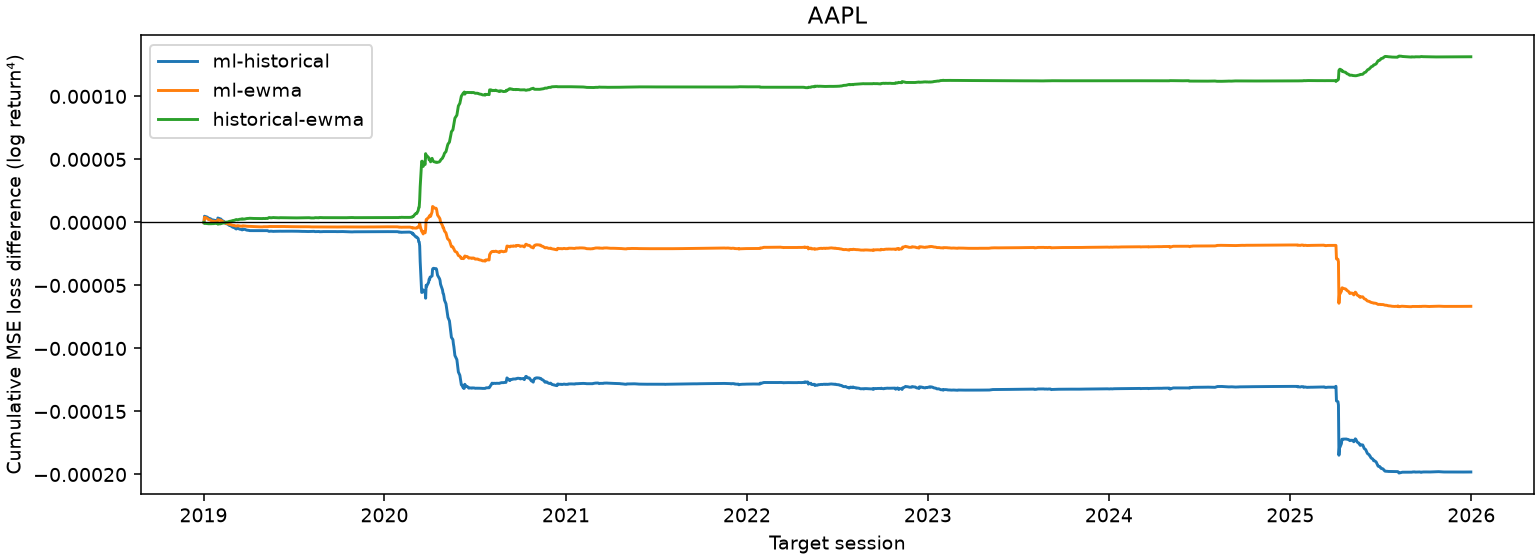 AAPL
ml-historical
ml-ewma
historical-ewma
Cumulative MSE loss difference (log return⁴)
0.00010
0.00005
0.00000
−0.00005
−0.00010
−0.00015
−0.00020
2019 2020 2021 2022 2023 2024 2025 2026
Target session